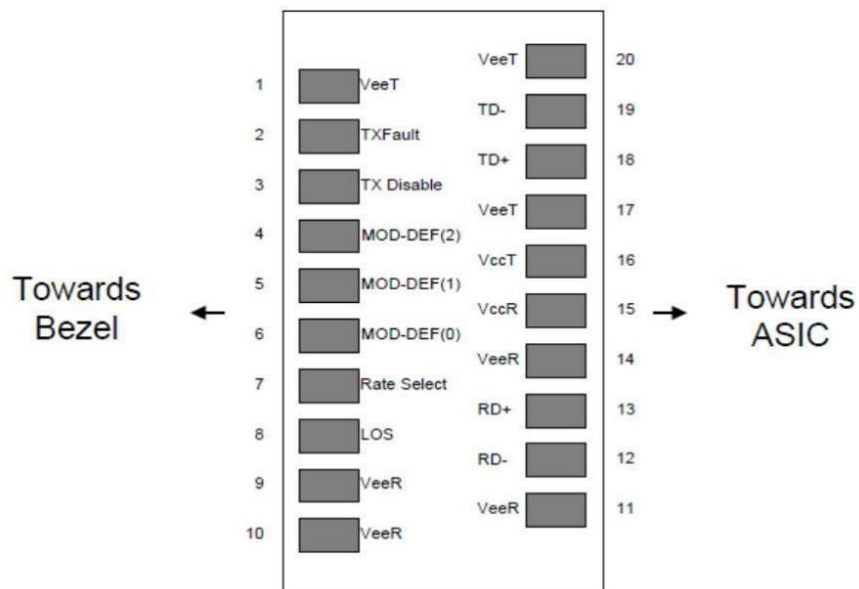 VeeT 20
1 VeeT
TD- 19
2 TXFault
TD+ 18
3 TX Disable
VeeT 17
4 MOD-DEF(2)
VccT 16
5 MOD-DEF(1)
Towards
Bezel
VccR 15
Towards
ASIC
6 MOD-DEF(0)
VeeR 14
7 Rate Select
RD+ 13
8 LOS
RD- 12
9 VeeR
VeeR 11
10 VeeR